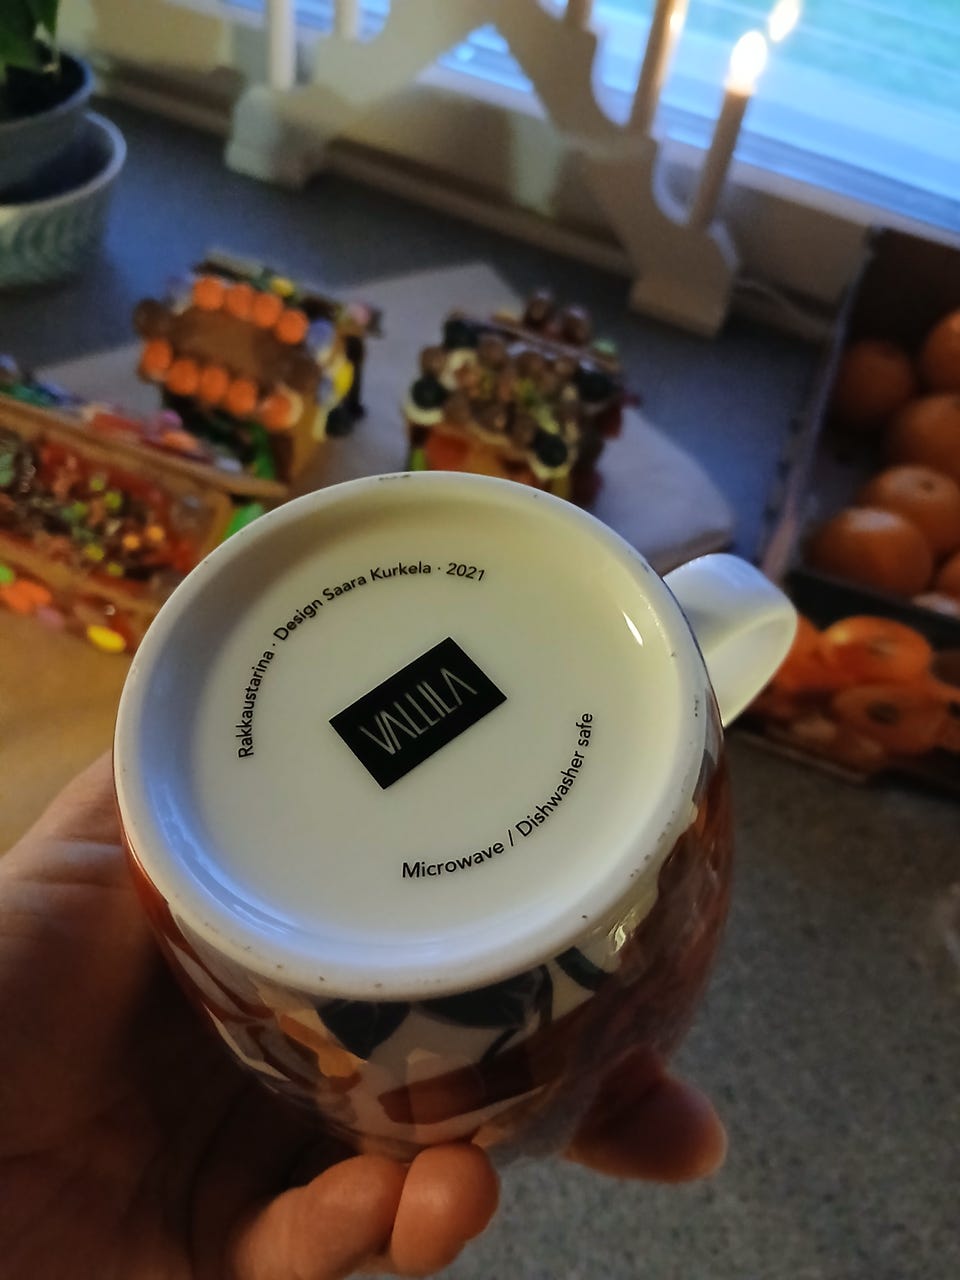 Rakkaustarina · Design Saara Kurkela · 2021
VALLILA
Microwave / Dishwasher safe